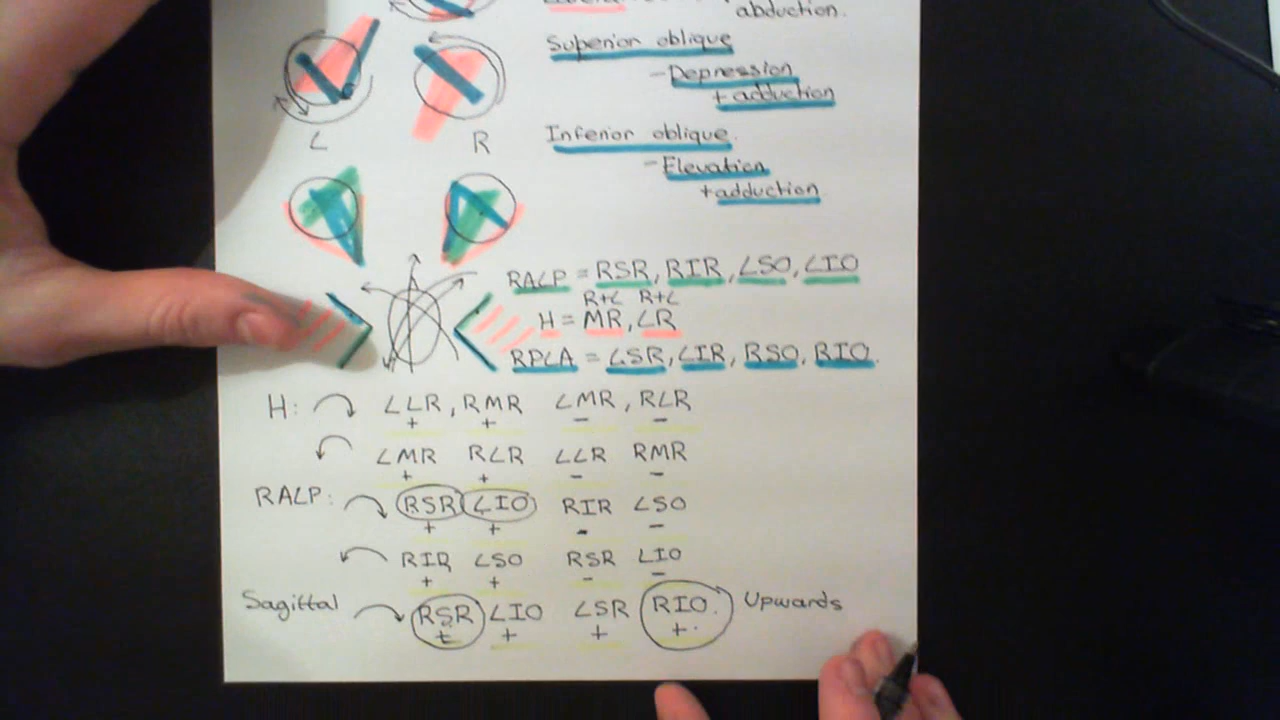 abduction.
Superior oblique
- Depression
+ adduction
L R
Inferior oblique.
- Elevation
+ adduction
RALP = RSR, RIR, LSO, LIO
R+L R+L
H = MR, LR
RPLA = LSR, LIR, RSO, RIO.
H: LLR, RMR LMR, RLR
+ + - -
LMR RLR LLR RMR
+ + - -
RALP: RSR LIO RIR LSO
+ + - -
RIR LSO RSR LIO
+ + - -
Sagittal RSR LIO LSR RIO. Upwards
+ + + +